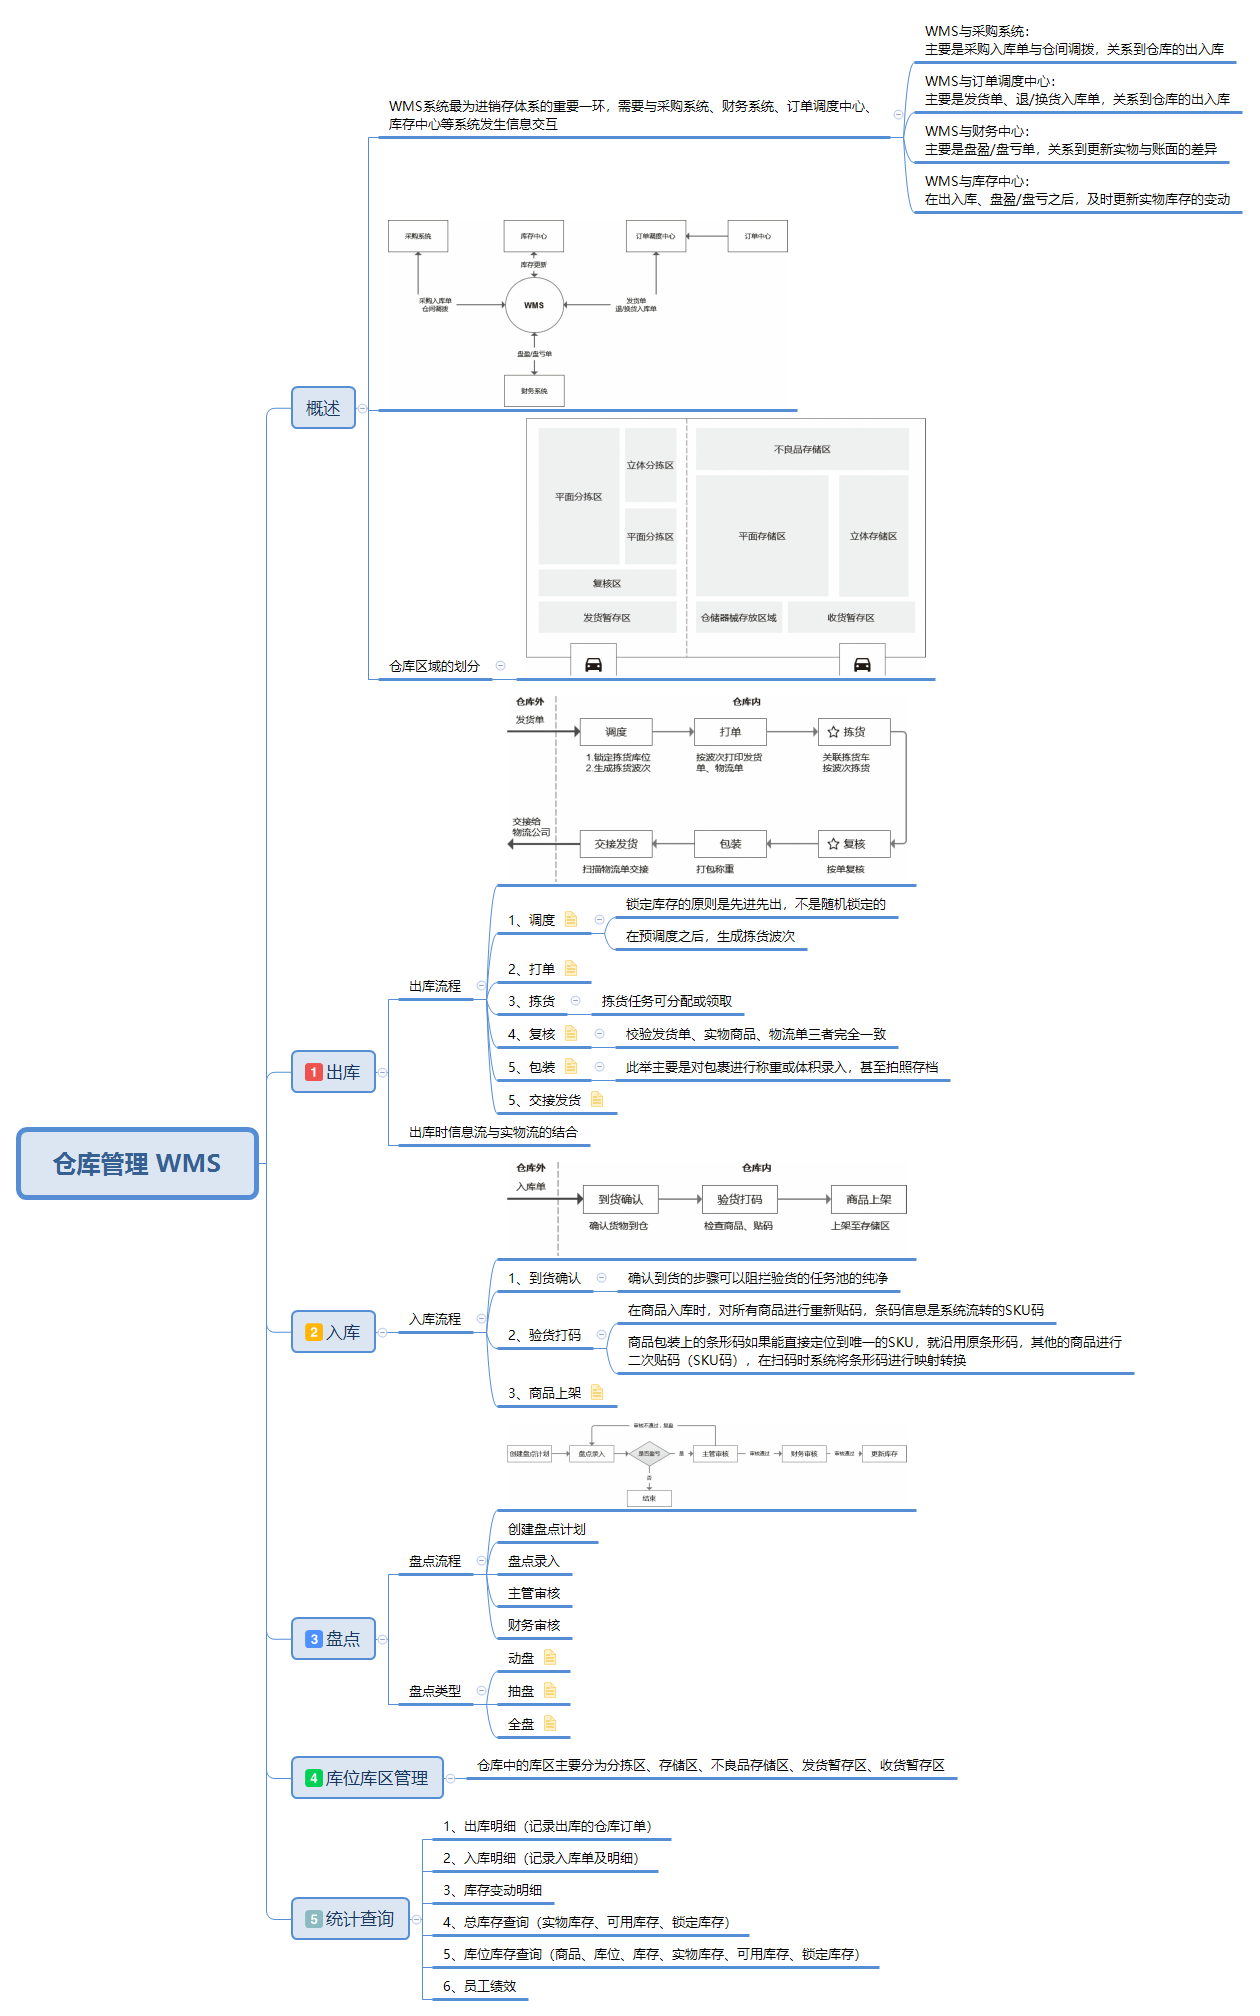 仓库管理 WMS
概述
WMS系统最为进销存体系的重要一环，需要与采购系统、财务系统、订单调度中心、
库存中心等系统发生信息交互
WMS与采购系统：
主要是采购入库单与仓间调拨，关系到仓库的出入库
WMS与订单调度中心：
主要是发货单、退/换货入库单，关系到仓库的出入库
WMS与财务中心：
主要是盘盈/盘亏单，关系到更新实物与账面的差异
WMS与库存中心：
在出入库、盘盈/盘亏之后，及时更新实物库存的变动
采购系统
库存中心
订单调度中心
订单中心
库存更新
采购入库单
仓间调拨
WMS
发货单
退/换货入库单
盘盈/盘亏单
财务系统
仓库区域的划分
平面分拣区
立体分拣区
平面分拣区
复核区
发货暂存区
不良品存储区
平面存储区
立体存储区
仓储器械存放区域
收货暂存区
1 出库
出库流程
仓库外
仓库内
发货单
调度
打单
拣货
1.锁定拣货库位
2.生成拣货波次
按波次打印发货
单、物流单
关联拣货车
按波次拣货
交接给
物流公司
交接发货
包装
复核
扫描物流单交接
打包称重
按单复核
1、调度
锁定库存的原则是先进先出，不是随机锁定的
在预调度之后，生成拣货波次
2、打单
3、拣货
拣货任务可分配或领取
4、复核
校验发货单、实物商品、物流单三者完全一致
5、包装
此举主要是对包裹进行称重或体积录入，甚至拍照存档
5、交接发货
出库时信息流与实物流的结合
2 入库
入库流程
仓库外
仓库内
入库单
到货确认
验货打码
商品上架
确认货物到仓
检查商品、贴码
上架至存储区
1、到货确认
确认到货的步骤可以阻拦验货的任务池的纯净
2、验货打码
在商品入库时，对所有商品进行重新贴码，条码信息是系统流转的SKU码
商品包装上的条形码如果能直接定位到唯一的SKU，就沿用原条形码，其他的商品进行
二次贴码（SKU码），在扫码时系统将条形码进行映射转换
3、商品上架
3 盘点
盘点流程
审核不通过，复盘
创建盘点计划
盘点录入
是否盈亏
是
主管审核
审核通过
财务审核
审核通过
更新库存
否
结束
创建盘点计划
盘点录入
主管审核
财务审核
盘点类型
动盘
抽盘
全盘
4 库位库区管理
仓库中的库区主要分为分拣区、存储区、不良品存储区、发货暂存区、收货暂存区
5 统计查询
1、出库明细（记录出库的仓库订单）
2、入库明细（记录入库单及明细）
3、库存变动明细
4、总库存查询（实物库存、可用库存、锁定库存）
5、库位库存查询（商品、库位、库存、实物库存、可用库存、锁定库存）
6、员工绩效